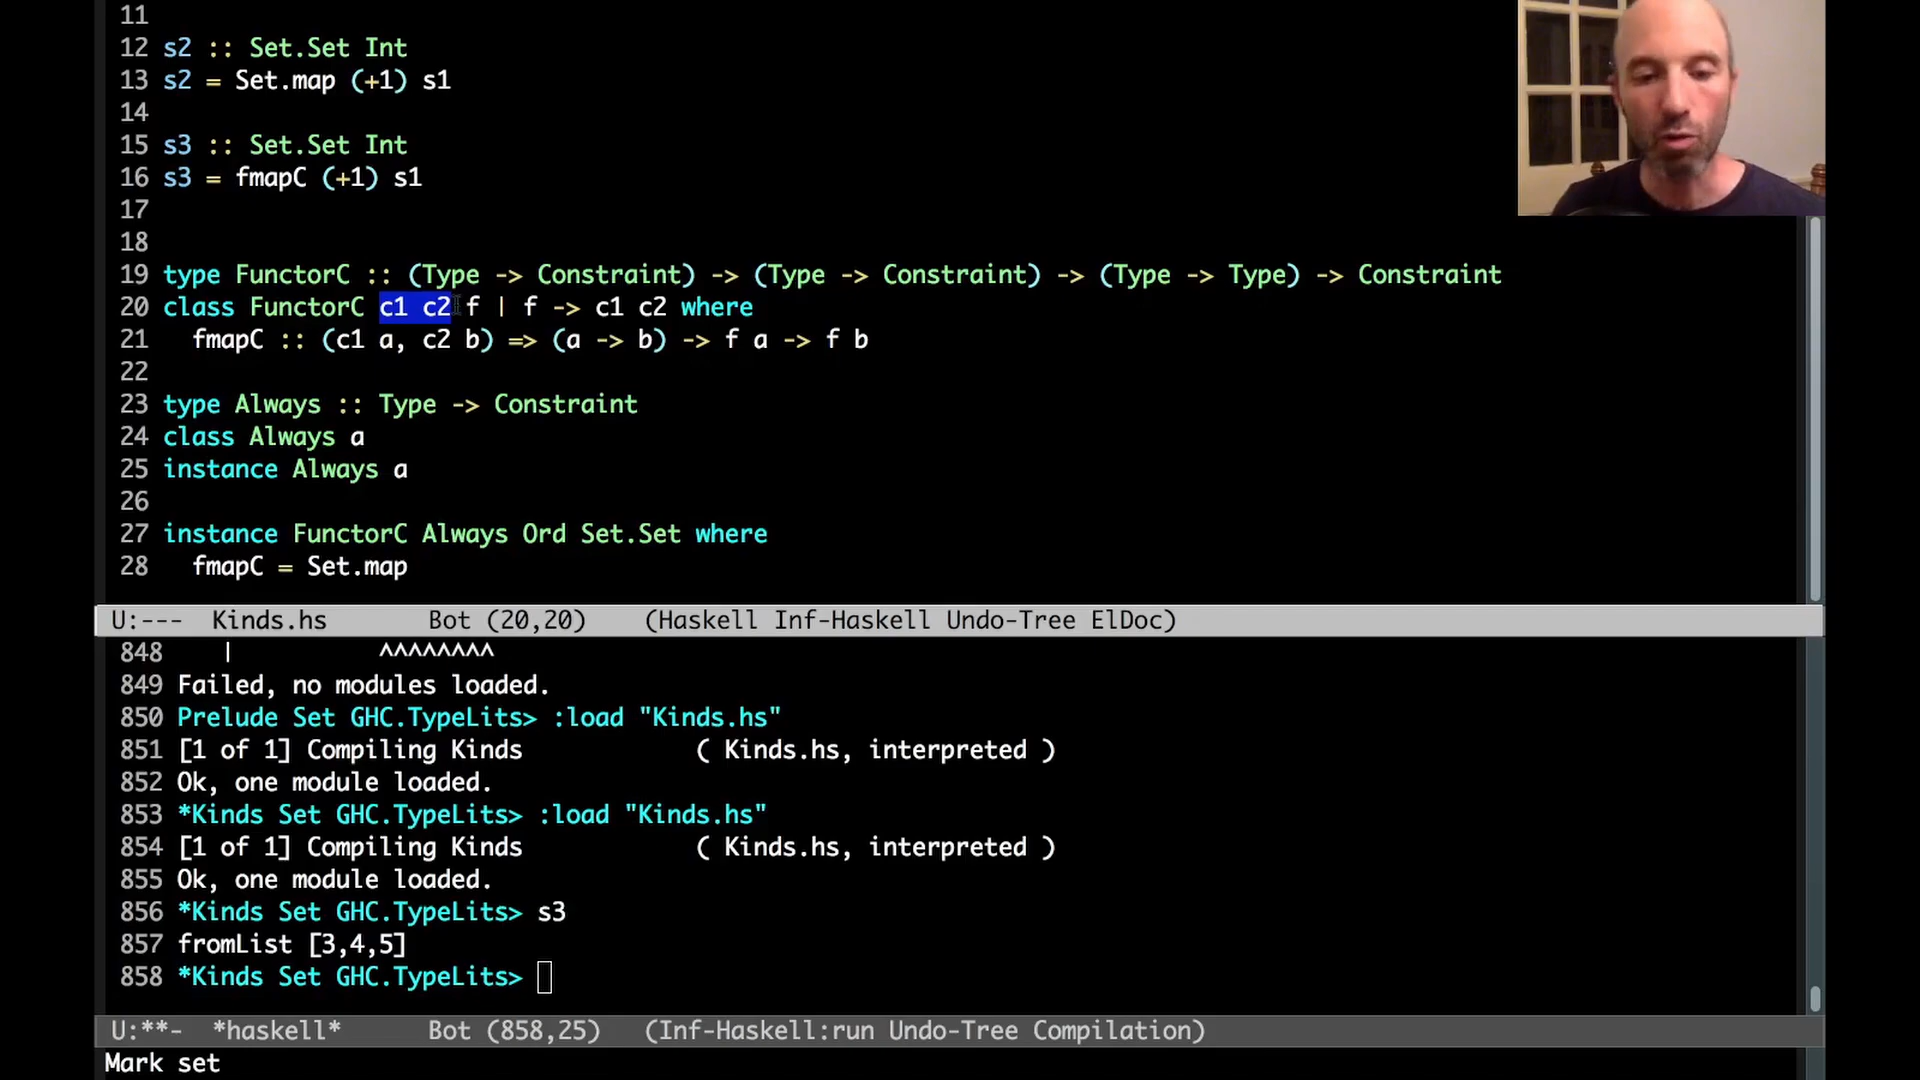 11
12 s2 :: Set.Set Int
13 s2 = Set.map (+1) s1
14
15 s3 :: Set.Set Int
16 s3 = fmapC (+1) s1
17
18
19 type FunctorC :: (Type -> Constraint) -> (Type -> Constraint) -> (Type -> Type) -> Constraint
20 class FunctorC c1 c2 f | f -> c1 c2 where
21   fmapC :: (c1 a, c2 b) => (a -> b) -> f a -> f b
22
23 type Always :: Type -> Constraint
24 class Always a
25 instance Always a
26
27 instance FunctorC Always Ord Set.Set where
28   fmapC = Set.map
U:---  Kinds.hs       Bot (20,20)    (Haskell Inf-Haskell Undo-Tree ElDoc)
848    |          ^^^^^^^^
849 Failed, no modules loaded.
850 Prelude Set GHC.TypeLits> :load "Kinds.hs"
851 [1 of 1] Compiling Kinds            ( Kinds.hs, interpreted )
852 Ok, one module loaded.
853 *Kinds Set GHC.TypeLits> :load "Kinds.hs"
854 [1 of 1] Compiling Kinds            ( Kinds.hs, interpreted )
855 Ok, one module loaded.
856 *Kinds Set GHC.TypeLits> s3
857 fromList [3,4,5]
858 *Kinds Set GHC.TypeLits>
U:**-  *haskell*      Bot (858,25)   (Inf-Haskell:run Undo-Tree Compilation)
Mark set